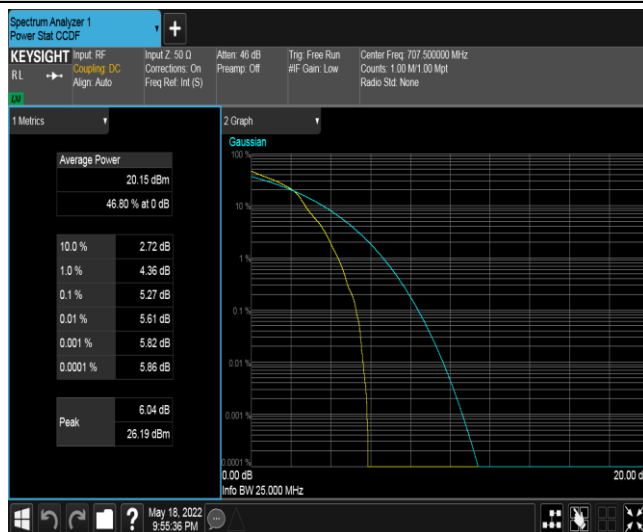 Spectrum Analyzer 1
Power Stat CCDF
+
KEYSIGHT
RL
Input: RF
Coupling: DC
Align: Auto
Input Z: 50 Ω
Corrections: On
Freq Ref: Int (S)
Atten: 46 dB
Preamp: Off
Trig: Free Run
#IF Gain: Low
Center Freq: 707.500000 MHz
Counts: 1.00 M/1.00 Mpt
Radio Std: None
1 Metrics
Average Power
20.15 dBm
46.80 % at 0 dB
10.0 % 2.72 dB
1.0 % 4.36 dB
0.1 % 5.27 dB
0.01 % 5.61 dB
0.001 % 5.82 dB
0.0001 % 5.86 dB
Peak
6.04 dB
26.19 dBm
2 Graph
Gaussian
100 %
10 %
1 %
0.1 %
0.01 %
0.001 %
0.0001 %
0.00 dB
20.00 d
Info BW 25.000 MHz
?
May 18, 2022
9:55:36 PM